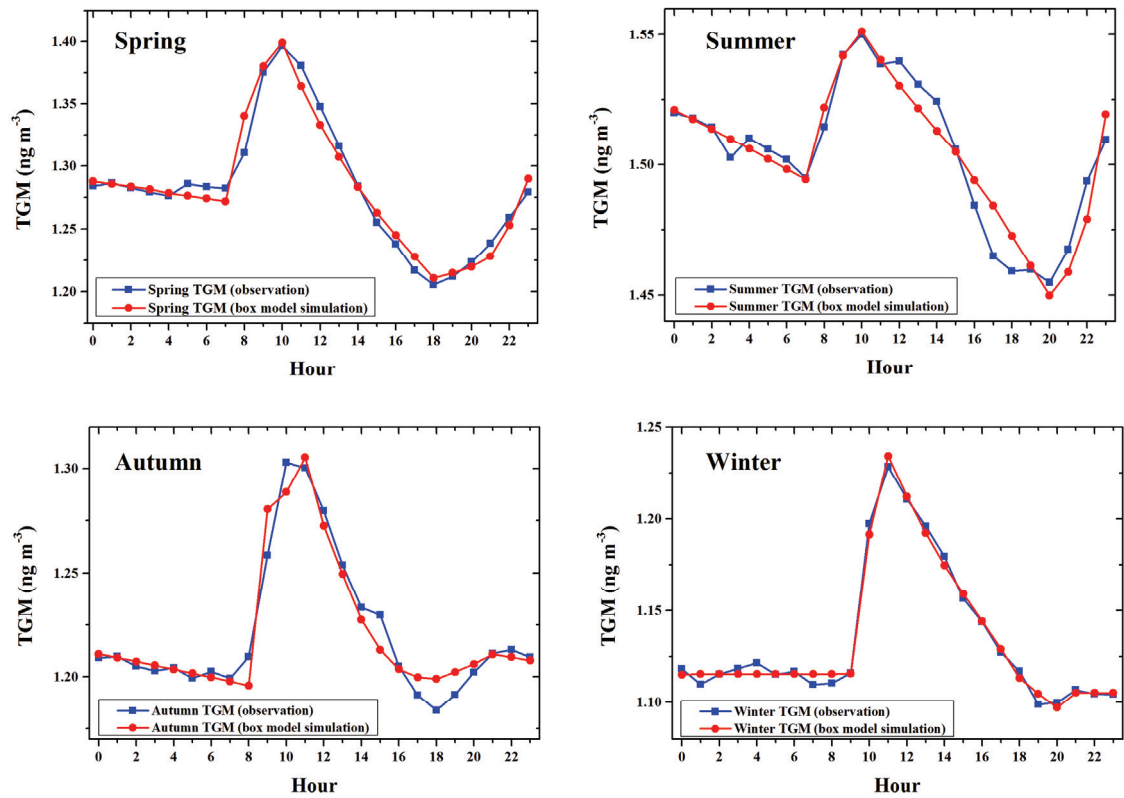 Spring
TGM (ng m⁻³)
1.40
1.35
1.30
1.25
1.20
Spring TGM (observation)
Spring TGM (box model simulation)
0 2 4 6 8 10 12 14 16 18 20 22
Hour
Summer
TGM (ng m⁻³)
1.55
1.50
1.45
Summer TGM (observation)
Summer TGM (box model simulation)
0 2 4 6 8 10 12 14 16 18 20 22
Hour
Autumn
TGM (ng m⁻³)
1.30
1.25
1.20
Autumn TGM (observation)
Autumn TGM (box model simulation)
0 2 4 6 8 10 12 14 16 18 20 22
Hour
Winter
TGM (ng m⁻³)
1.25
1.20
1.15
1.10
Winter TGM (observation)
Winter TGM (box model simulation)
0 2 4 6 8 10 12 14 16 18 20 22
Hour